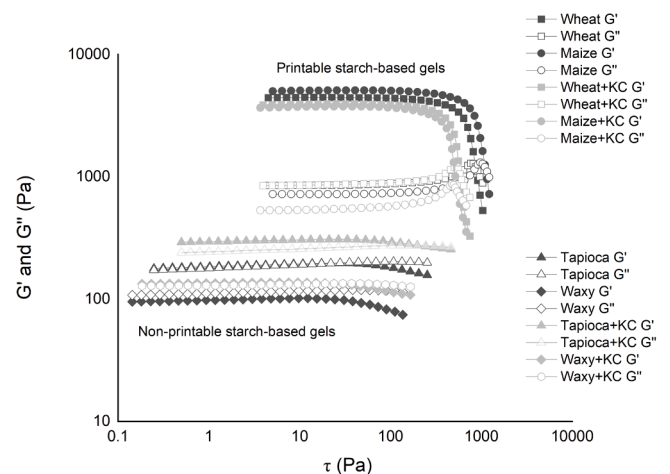 Wheat G'
Wheat G"
Maize G'
Maize G"
Wheat+KC G'
Wheat+KC G"
Maize+KC G'
Maize+KC G"
10000
Printable starch-based gels
1000
G' and G" (Pa)
Tapioca G'
Tapioca G"
Waxy G'
Waxy G"
Tapioca+KC G'
Tapioca+KC G"
Waxy+KC G'
Waxy+KC G"
100
Non-printable starch-based gels
10
0.1 1 10 100 1000 10000
τ (Pa)